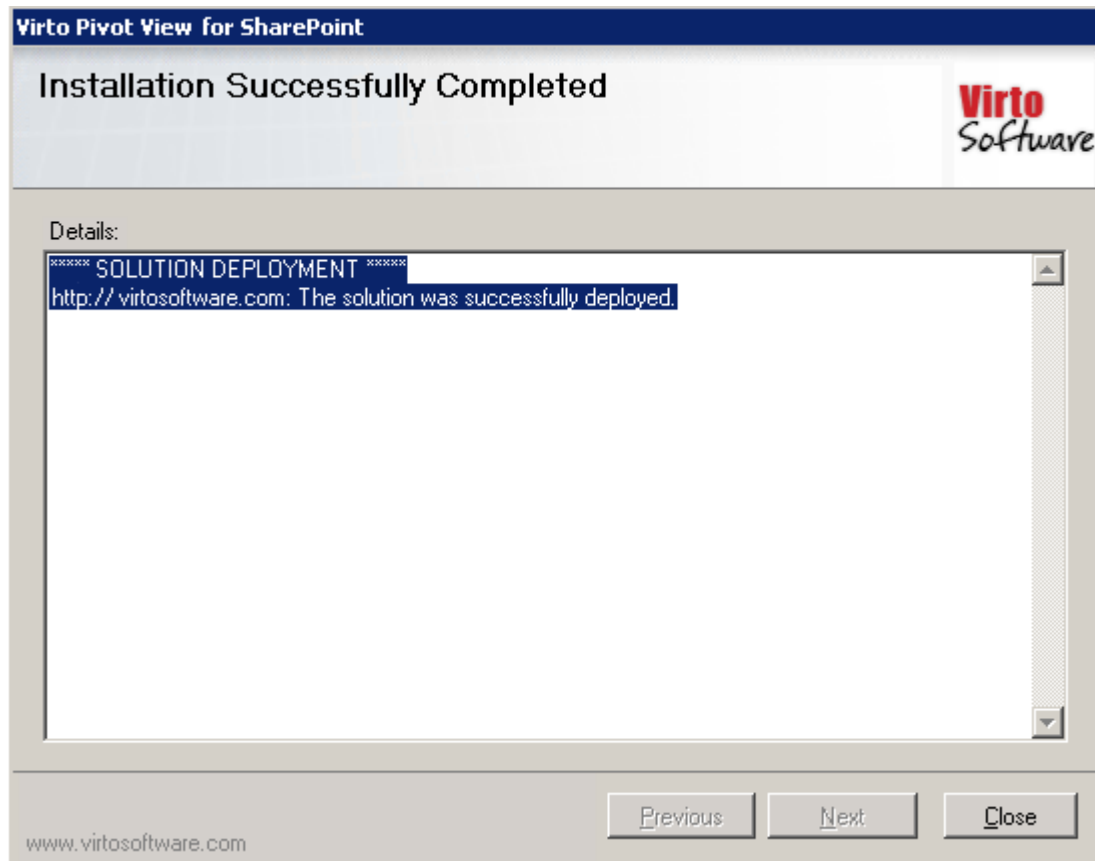 Virto Pivot View for SharePoint
Installation Successfully Completed
Virto
Software
Details:
***** SOLUTION DEPLOYMENT *****
http:// virtosoftware.com: The solution was successfully deployed.
Previous
Next
Close
www.virtosoftware.com